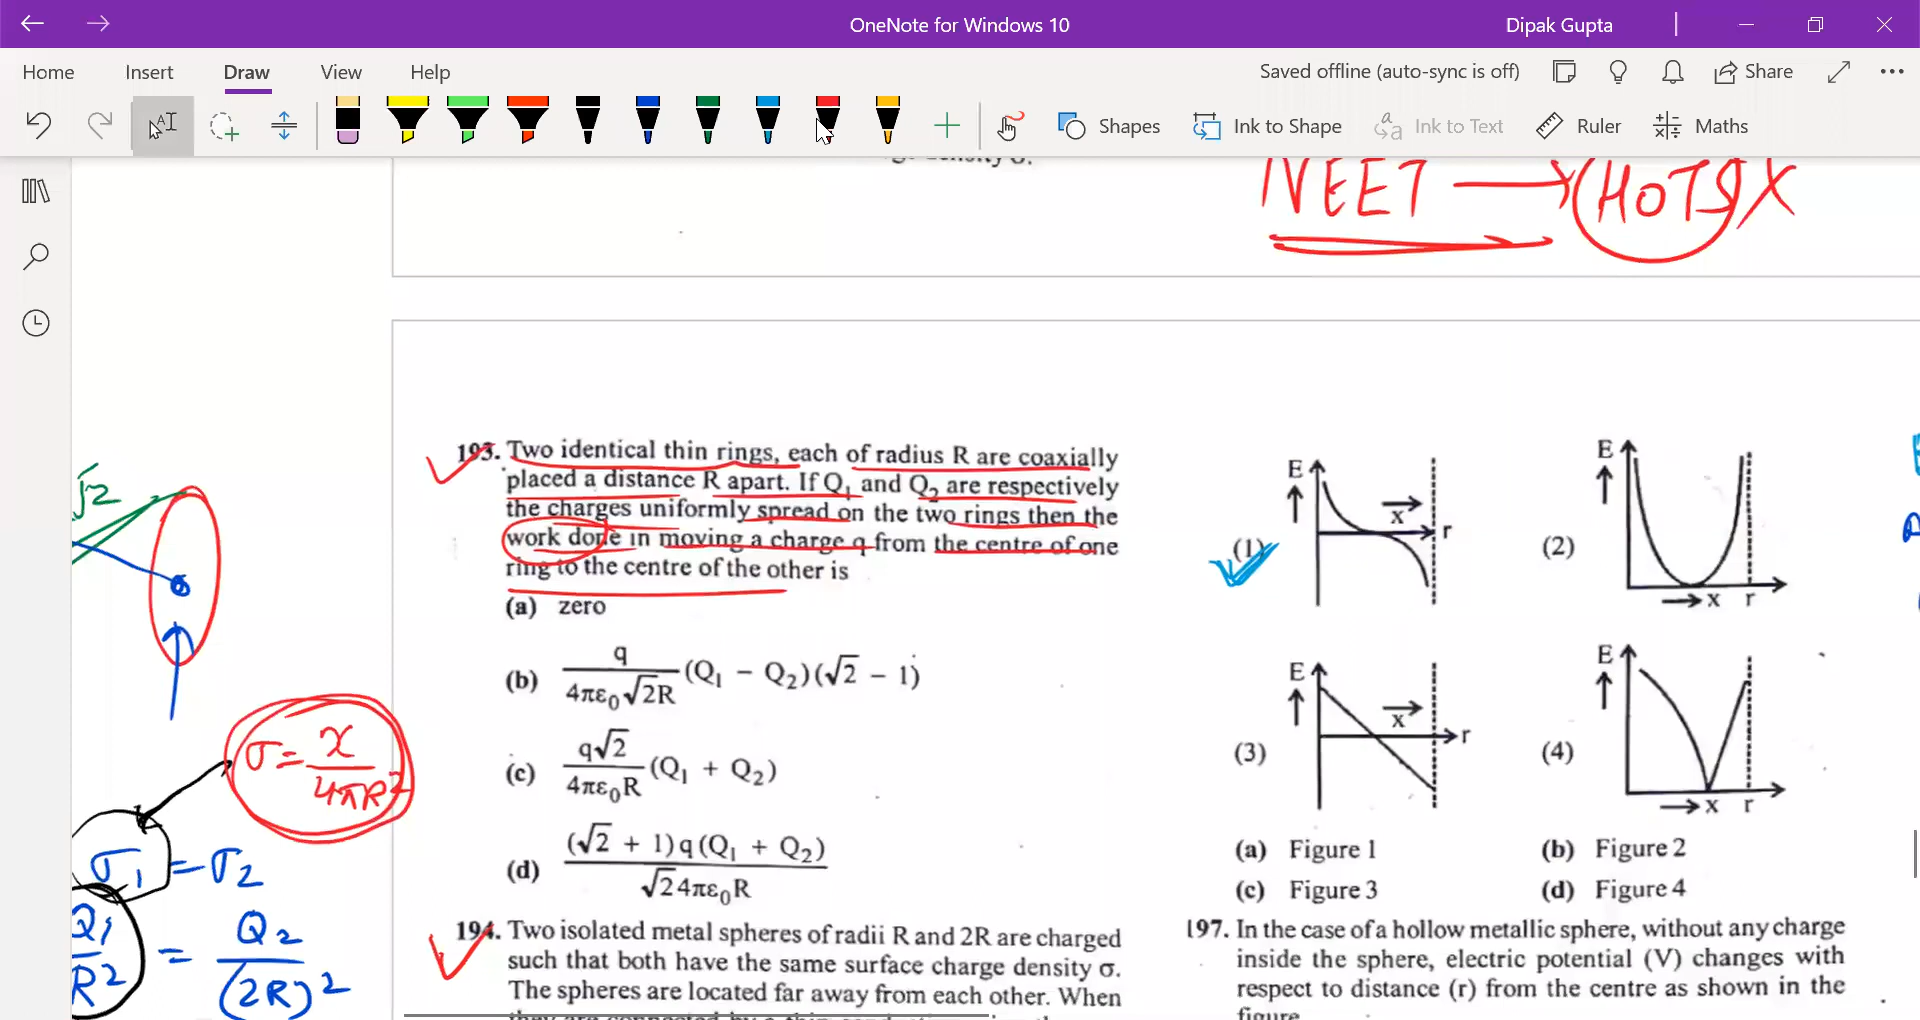 OneNote for Windows 10
Dipak Gupta
Home Insert Draw View Help
Saved offline (auto-sync is off)
Share
Shapes
Ink to Shape
Ink to Text
Ruler
Maths
NEET → (HOTS) X
193. Two identical thin rings, each of radius R are coaxially
placed a distance R apart. If Q₁ and Q₂ are respectively
the charges uniformly spread on the two rings then the
work done in moving a charge q from the centre of one
ring to the centre of the other is
(a) zero
(b) q/4πε₀√2R (Q₁ − Q₂)(√2 − 1)
(c) q√2/4πε₀R (Q₁ + Q₂)
(d) (√2 + 1)q(Q₁ + Q₂)/√2 4πε₀R
194. Two isolated metal spheres of radii R and 2R are charged
such that both have the same surface charge density σ.
The spheres are located far away from each other. When
√2
σ = x/4πR²
σ₁ = σ₂
Q₁/R² = Q₂/(2R)²
E x r
(1)
E x r
(2)
E x r
(3)
E x r
(4)
(a) Figure 1 (b) Figure 2
(c) Figure 3 (d) Figure 4
197. In the case of a hollow metallic sphere, without any charge
inside the sphere, electric potential (V) changes with
respect to distance (r) from the centre as shown in the
figure